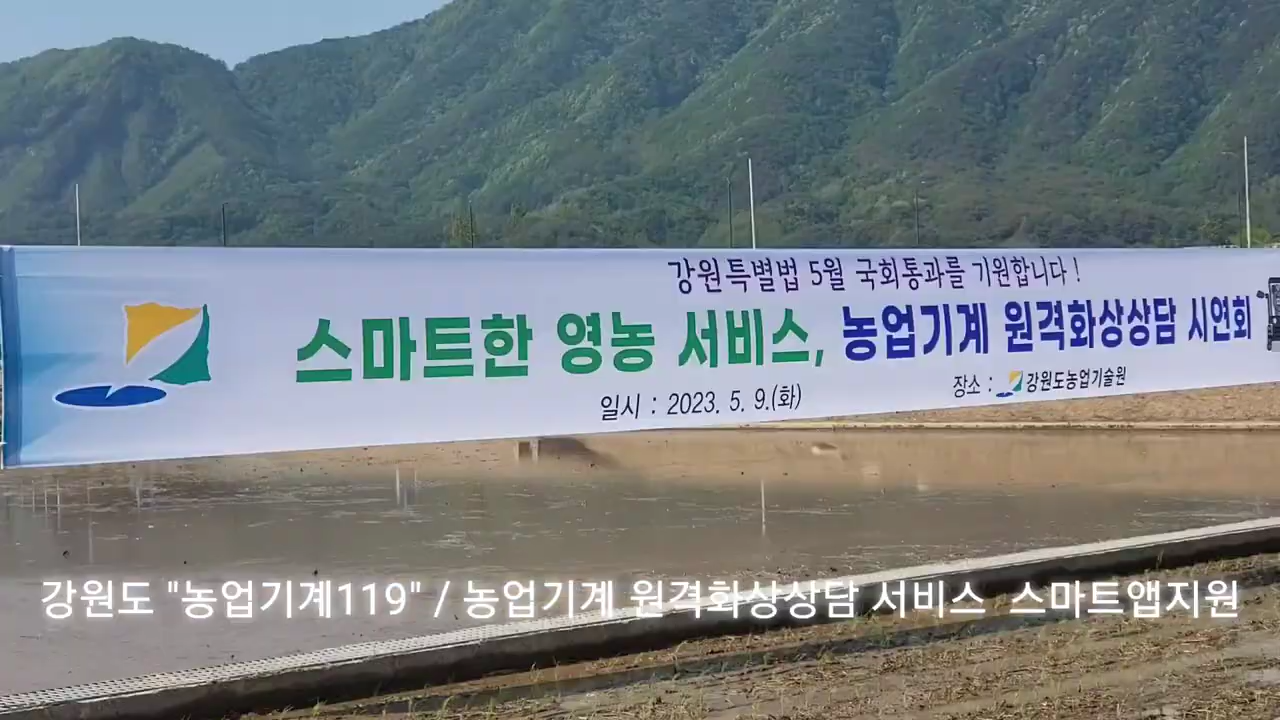 강원특별법 5월 국회통과를 기원합니다 !
스마트한 영농 서비스, 농업기계 원격화상상담 시연회
일시 : 2023. 5. 9.(화)
장소 : 강원도농업기술원
강원도 "농업기계119" / 농업기계 원격화상상담 서비스 스마트앱지원